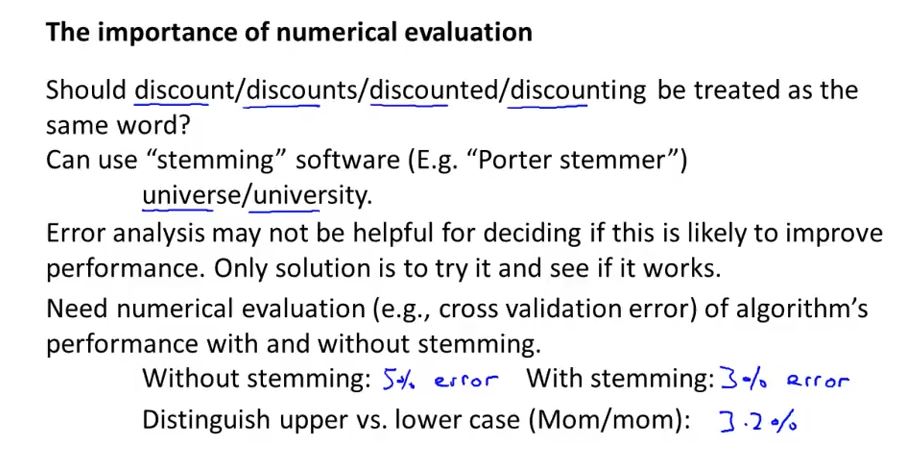 The importance of numerical evaluation
Should discount/discounts/discounted/discounting be treated as the
same word?
Can use “stemming” software (E.g. “Porter stemmer”)
universe/university.
Error analysis may not be helpful for deciding if this is likely to improve
performance. Only solution is to try it and see if it works.
Need numerical evaluation (e.g., cross validation error) of algorithm’s
performance with and without stemming.
Without stemming: 5% error With stemming: 3% error
Distinguish upper vs. lower case (Mom/mom): 3.2%